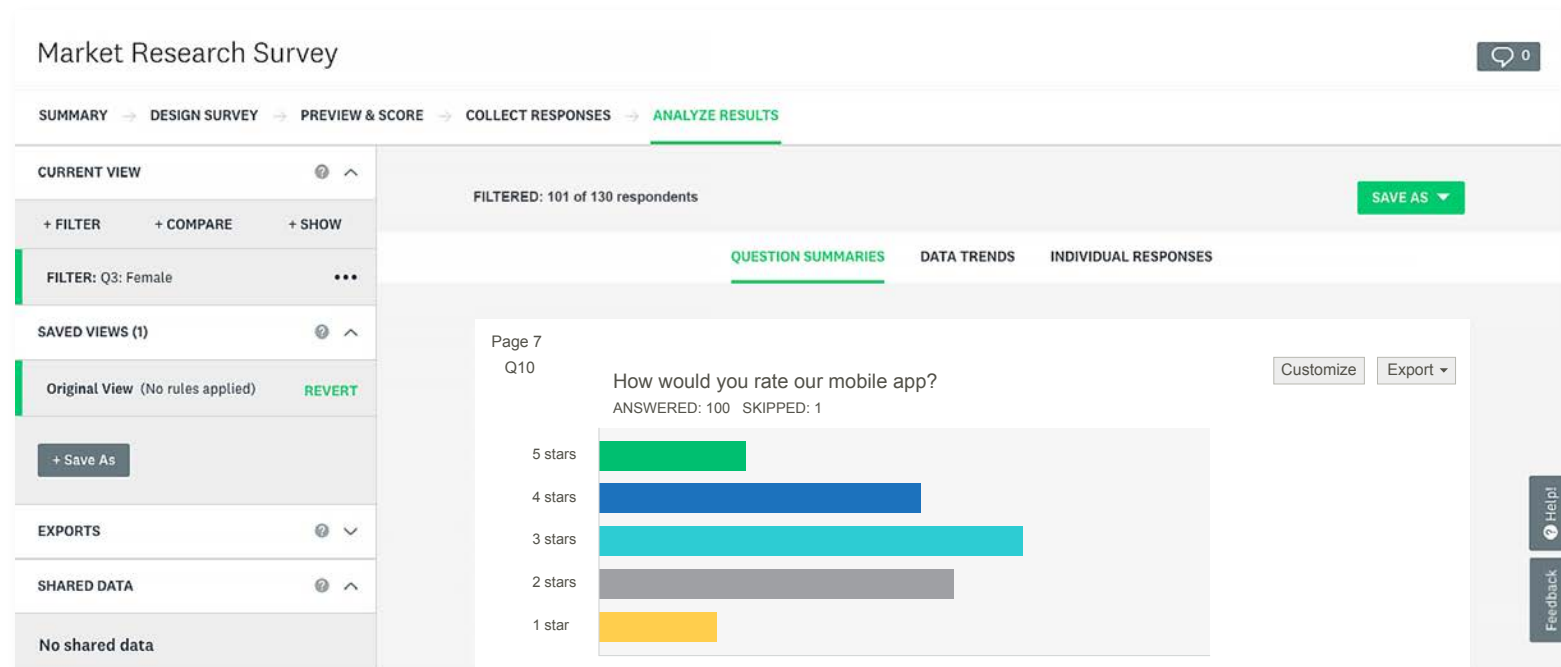 Market Research Survey
0
SUMMARY → DESIGN SURVEY → PREVIEW & SCORE → COLLECT RESPONSES → ANALYZE RESULTS
CURRENT VIEW
+ FILTER + COMPARE + SHOW
FILTER: Q3: Female •••
SAVED VIEWS (1)
Original View (No rules applied) REVERT
+ Save As
EXPORTS
SHARED DATA
No shared data
FILTERED: 101 of 130 respondents
SAVE AS
QUESTION SUMMARIES DATA TRENDS INDIVIDUAL RESPONSES
Page 7
Q10
How would you rate our mobile app?
ANSWERED: 100 SKIPPED: 1
Customize Export
5 stars
4 stars
3 stars
2 stars
1 star
? Help!
Feedback